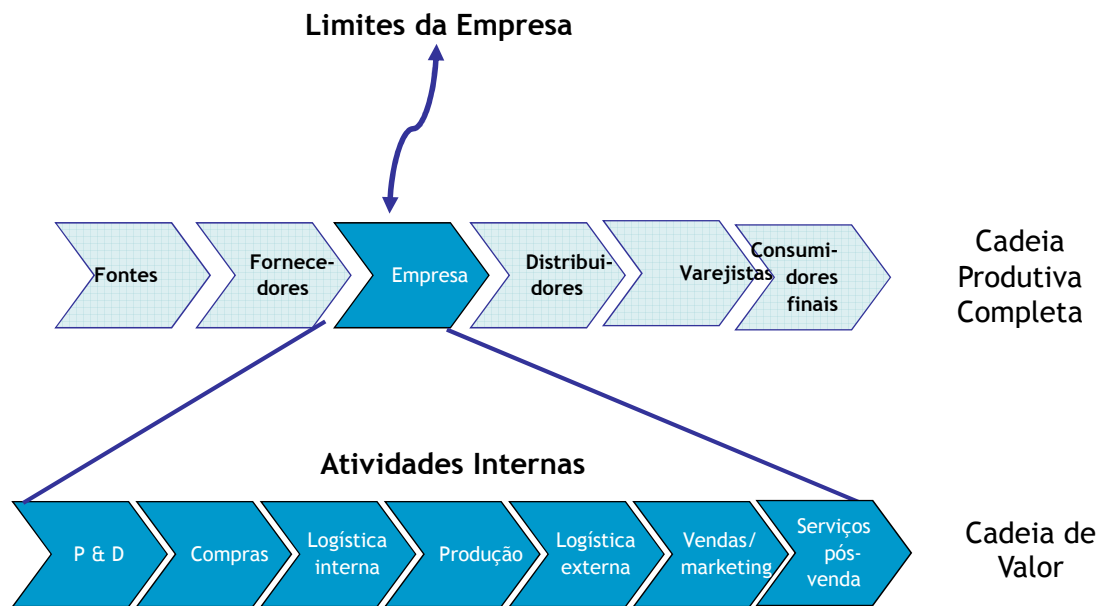 Limites da Empresa
Fontes
Fornece-
dores
Empresa
Distribui-
dores
Varejistas
Consumi-
dores
finais
Cadeia
Produtiva
Completa
Atividades Internas
P & D
Compras
Logística
interna
Produção
Logística
externa
Vendas/
marketing
Serviços
pós-
venda
Cadeia de
Valor